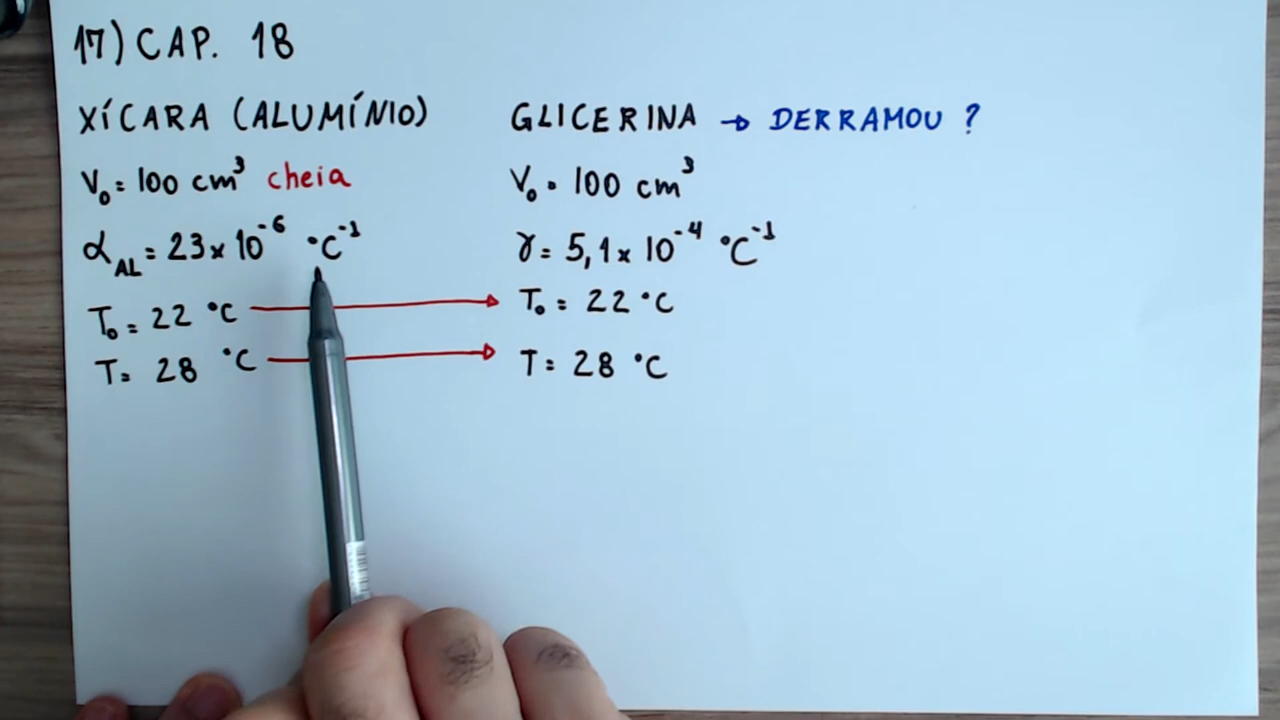 17) CAP. 18
XÍCARA (ALUMÍNIO)
V₀ = 100 cm³ cheia
α_AL = 23 x 10⁻⁶ °C⁻¹
T₀ = 22 °C
T = 28 °C
GLICERINA → DERRAMOU ?
V₀ = 100 cm³
γ = 5,1 x 10⁻⁴ °C⁻¹
T₀ = 22 °C
T = 28 °C